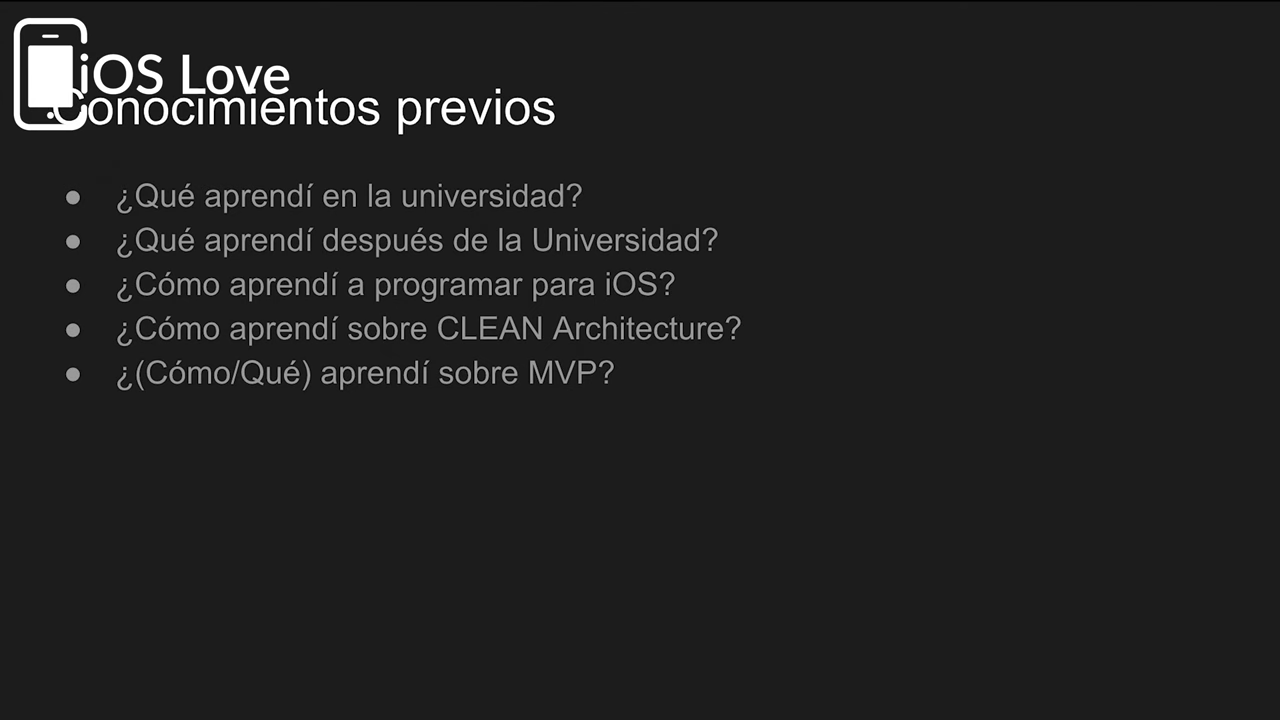 iOS Love
Conocimientos previos
● ¿Qué aprendí en la universidad?
● ¿Qué aprendí después de la Universidad?
● ¿Cómo aprendí a programar para iOS?
● ¿Cómo aprendí sobre CLEAN Architecture?
● ¿(Cómo/Qué) aprendí sobre MVP?